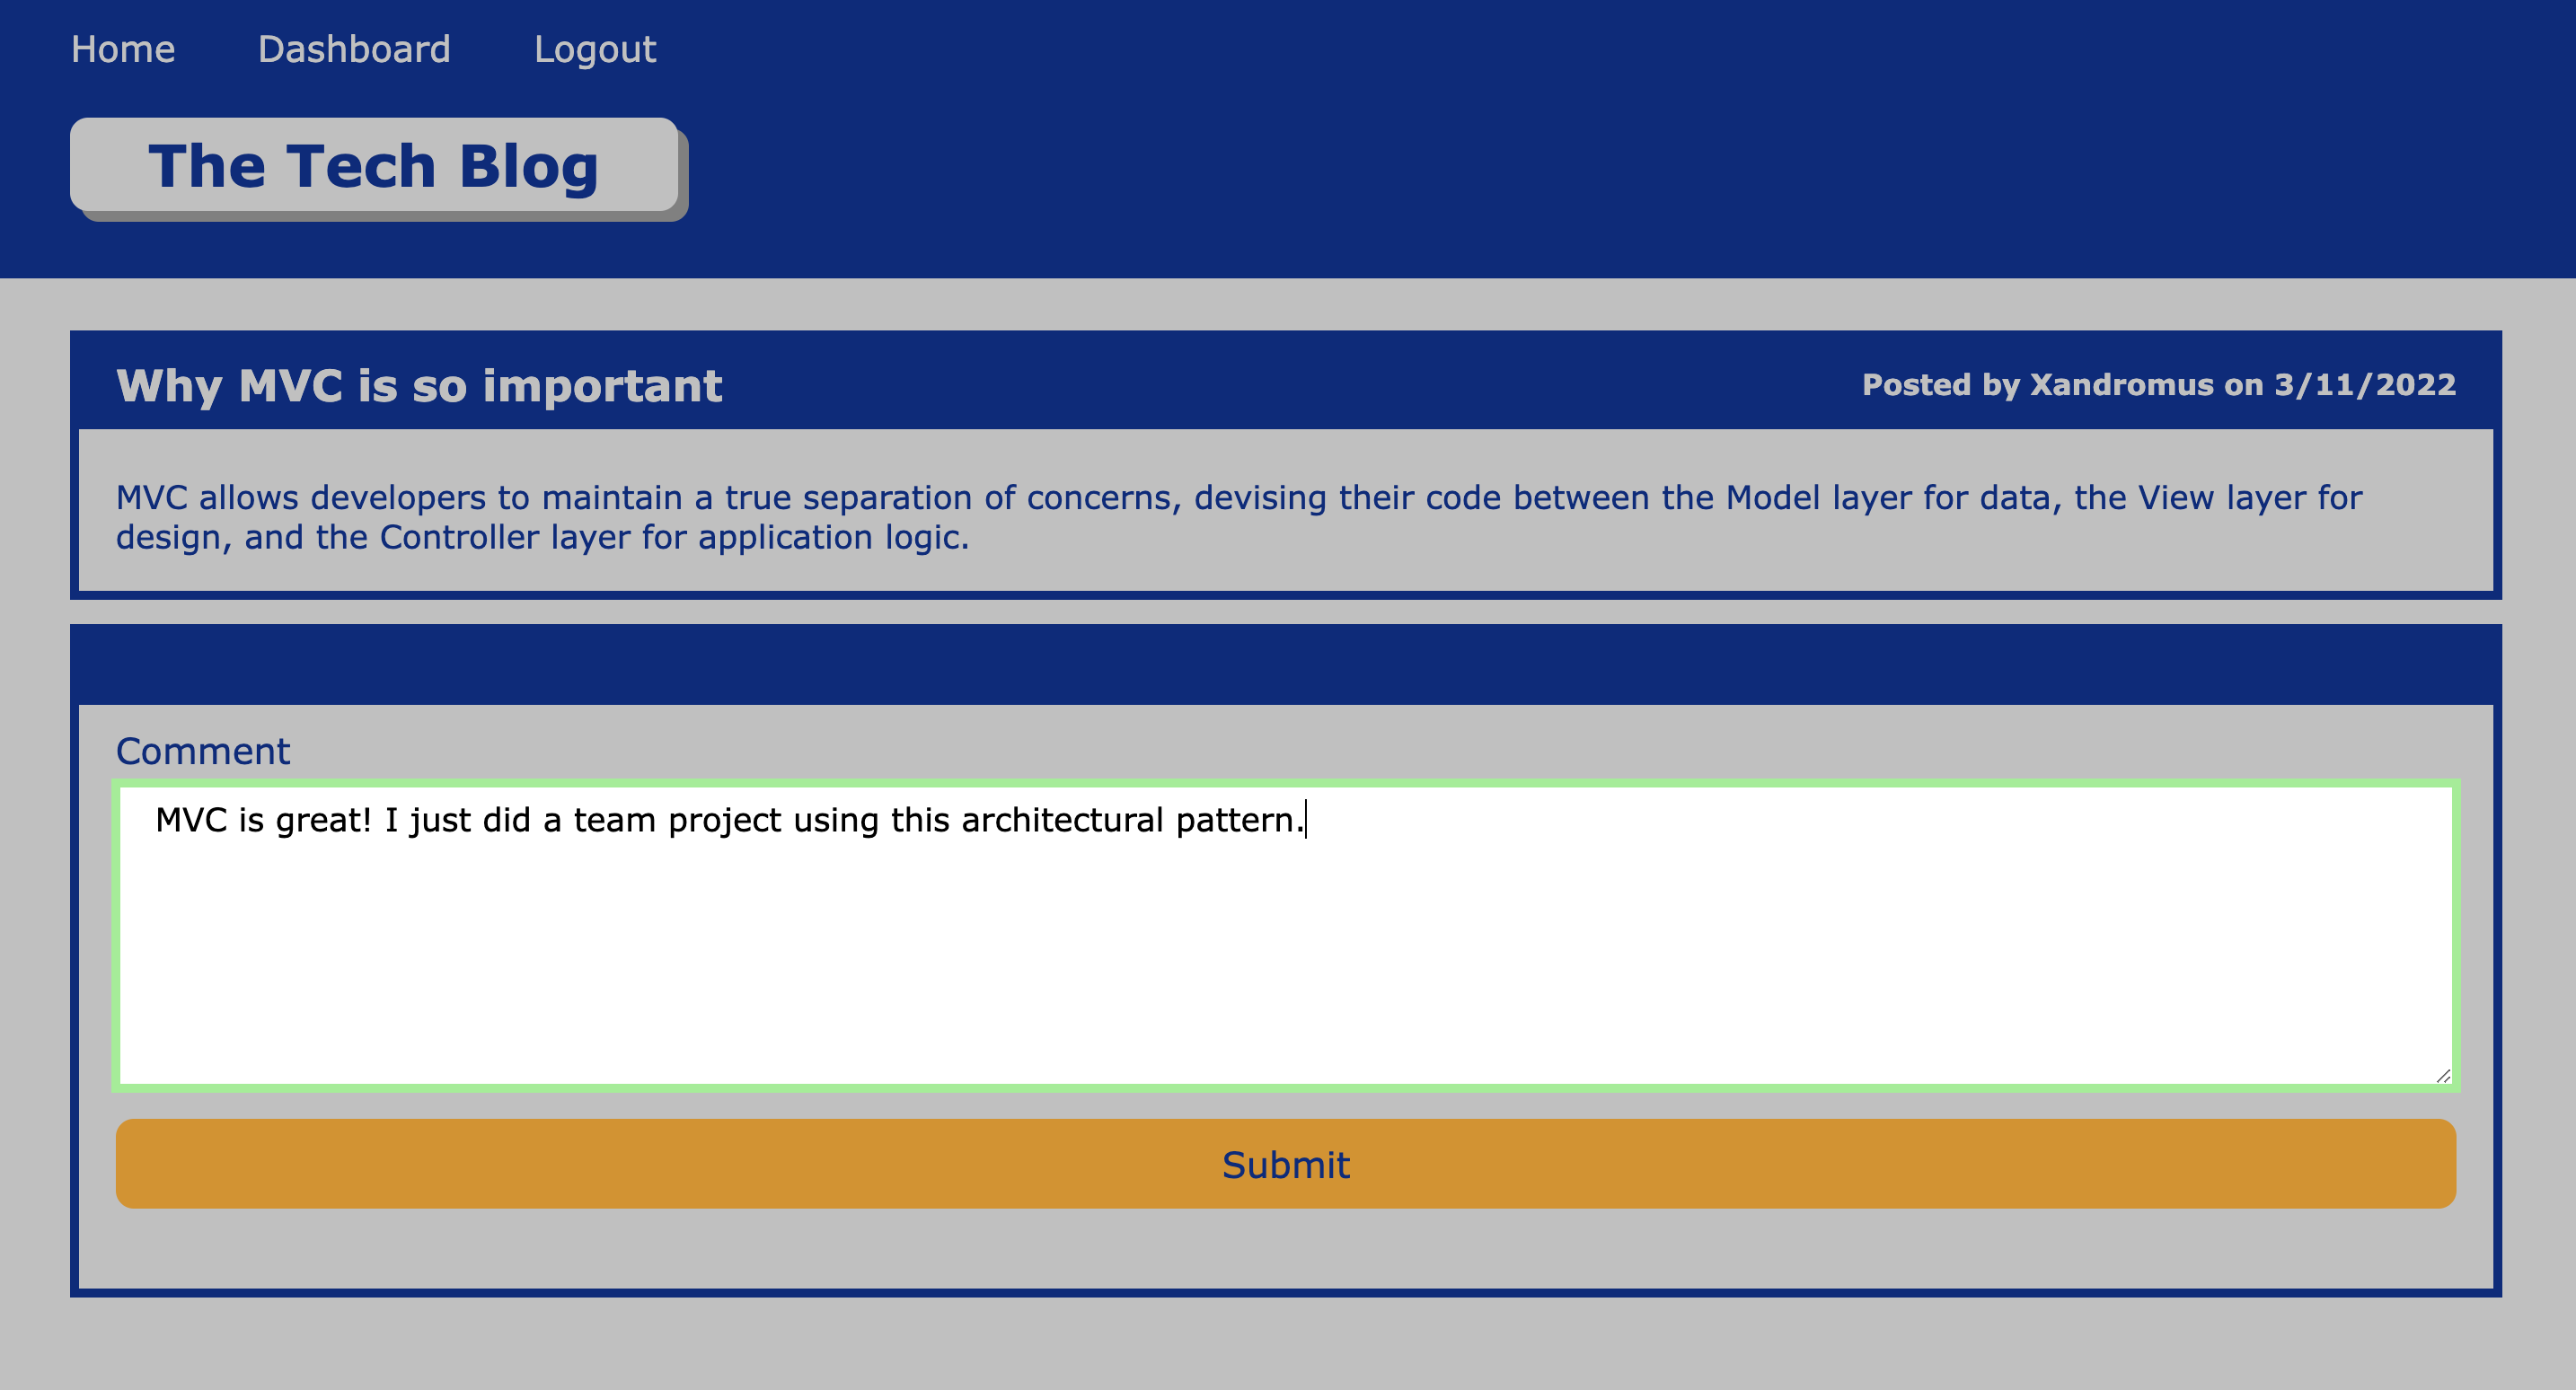 Home Dashboard Logout
The Tech Blog
Why MVC is so important
Posted by Xandromus on 3/11/2022
MVC allows developers to maintain a true separation of concerns, devising their code between the Model layer for data, the View layer for
design, and the Controller layer for application logic.
Comment
MVC is great! I just did a team project using this architectural pattern.
Submit